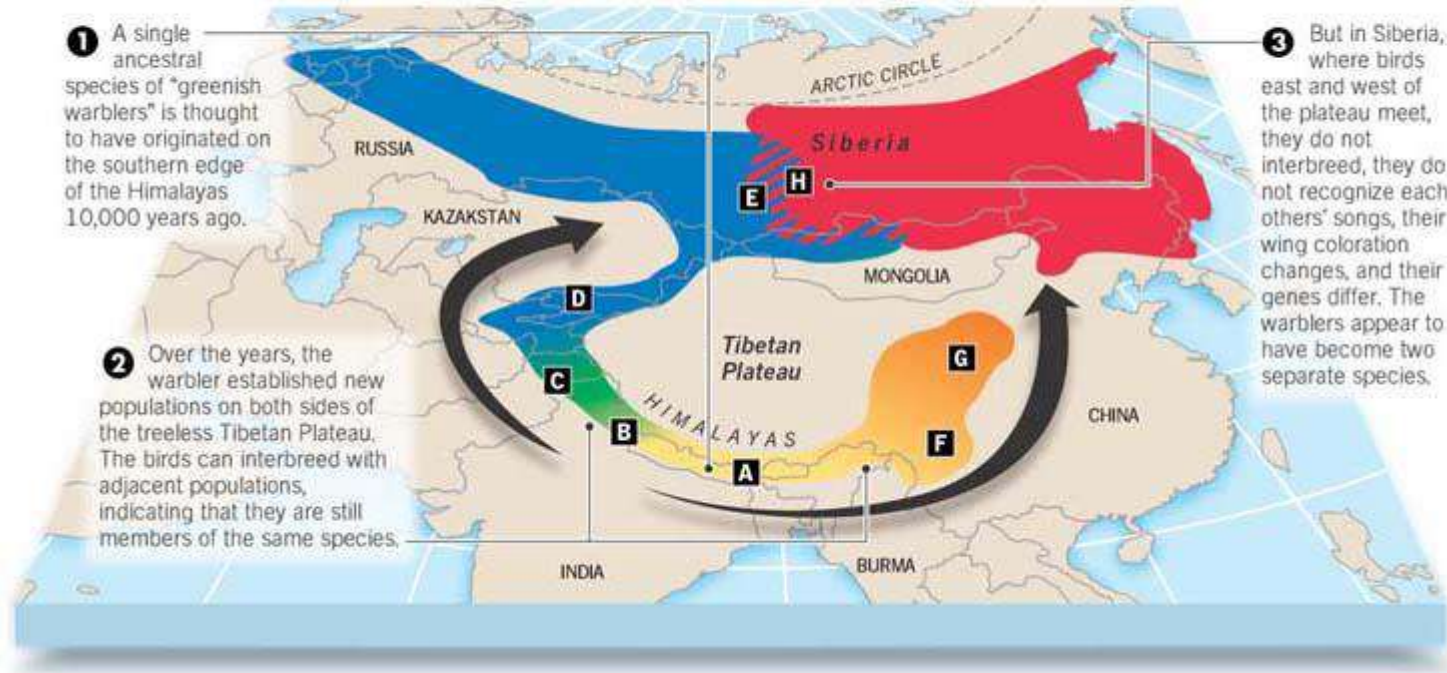 1 A single
ancestral
species of “greenish
warblers” is thought
to have originated on
the southern edge
of the Himalayas
10,000 years ago.
2 Over the years, the
warbler established new
populations on both sides of
the treeless Tibetan Plateau.
The birds can interbreed with
adjacent populations,
indicating that they are still
members of the same species.
3 But in Siberia,
where birds
east and west of
the plateau meet,
they do not
interbreed, they do
not recognize each
others’ songs, their
wing coloration
changes, and their
genes differ. The
warblers appear to
have become two
separate species.
ARCTIC CIRCLE
RUSSIA
Siberia
E
H
KAZAKSTAN
MONGOLIA
D
Tibetan
Plateau
G
C
HIMALAYAS
B
F
A
CHINA
INDIA
BURMA